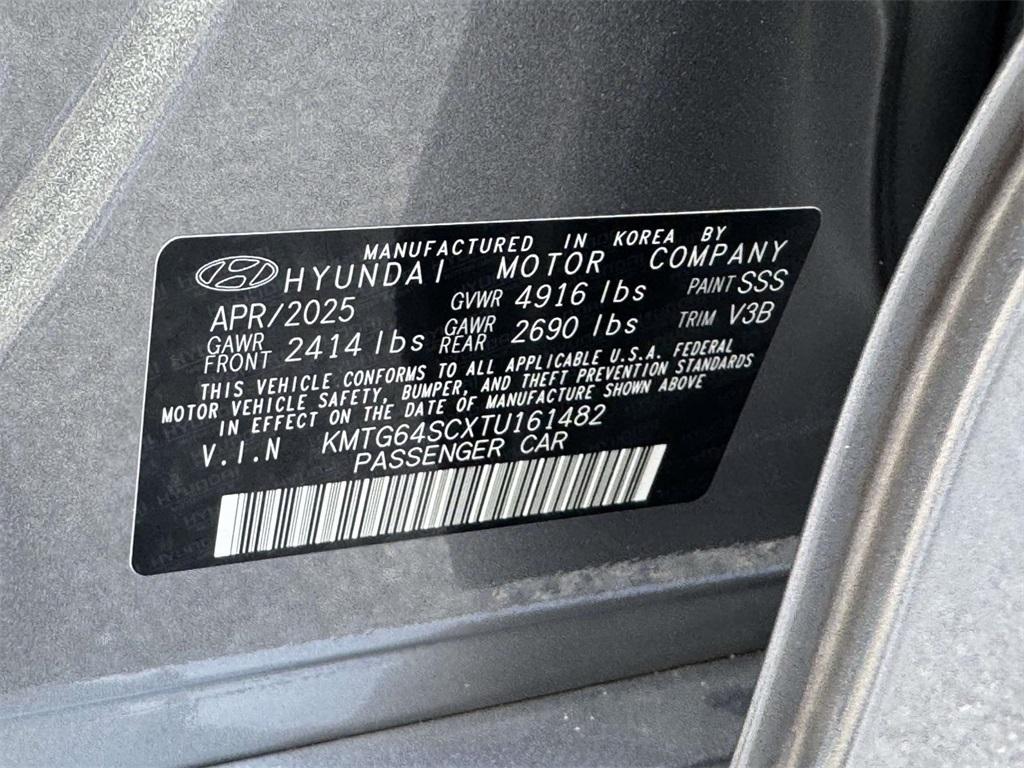 MANUFACTURED IN KOREA BY
HYUNDAI MOTOR COMPANY
APR/2025 GVWR 4916 lbs PAINT SSS
GAWR FRONT 2414 lbs GAWR REAR 2690 lbs TRIM V3B
THIS VEHICLE CONFORMS TO ALL APPLICABLE U.S.A. FEDERAL
MOTOR VEHICLE SAFETY, BUMPER, AND THEFT PREVENTION STANDARDS
IN EFFECT ON THE DATE OF MANUFACTURE SHOWN ABOVE
V.I.N KMTG64SCXTU161482
PASSENGER CAR